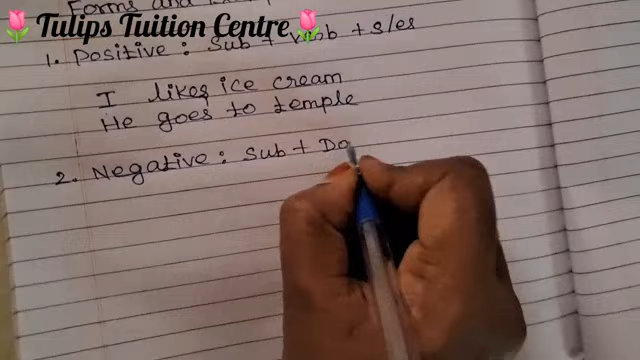 Forms and
🌷 Tulips Tuition Centre 🌷
1. Positive : Sub + Verb + s/es
I likes ice cream
He goes to temple
2. Negative : Sub + Do